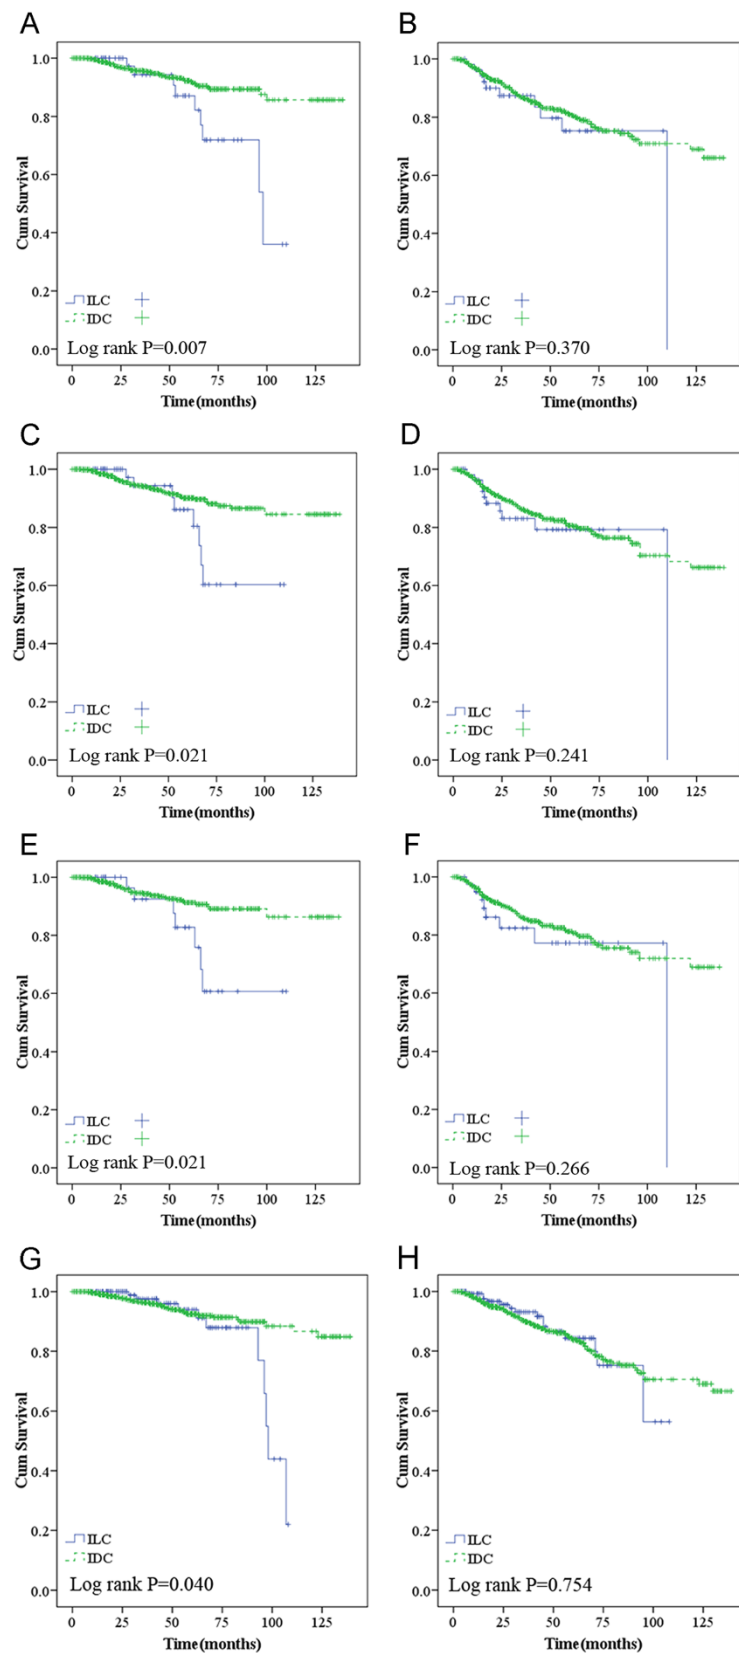 A
1.0
0.8
0.6
0.4
0.2
0.0
Cum Survival
ILC
IDC
Log rank P=0.007
0 25 50 75 100 125
Time(months)
B
1.0
0.8
0.6
0.4
0.2
0.0
Cum Survival
ILC
IDC
Log rank P=0.370
0 25 50 75 100 125
Time(months)
C
1.0
0.8
0.6
0.4
0.2
0.0
Cum Survival
ILC
IDC
Log rank P=0.021
0 25 50 75 100 125
Time(months)
D
1.0
0.8
0.6
0.4
0.2
0.0
Cum Survival
ILC
IDC
Log rank P=0.241
0 25 50 75 100 125
Time(months)
E
1.0
0.8
0.6
0.4
0.2
0.0
Cum Survival
ILC
IDC
Log rank P=0.021
0 25 50 75 100 125
Time(months)
F
1.0
0.8
0.6
0.4
0.2
0.0
Cum Survival
ILC
IDC
Log rank P=0.266
0 25 50 75 100 125
Time(months)
G
1.0
0.8
0.6
0.4
0.2
0.0
Cum Survival
ILC
IDC
Log rank P=0.040
0 25 50 75 100 125
Time(months)
H
1.0
0.8
0.6
0.4
0.2
0.0
Cum Survival
ILC
IDC
Log rank P=0.754
0 25 50 75 100 125
Time(months)